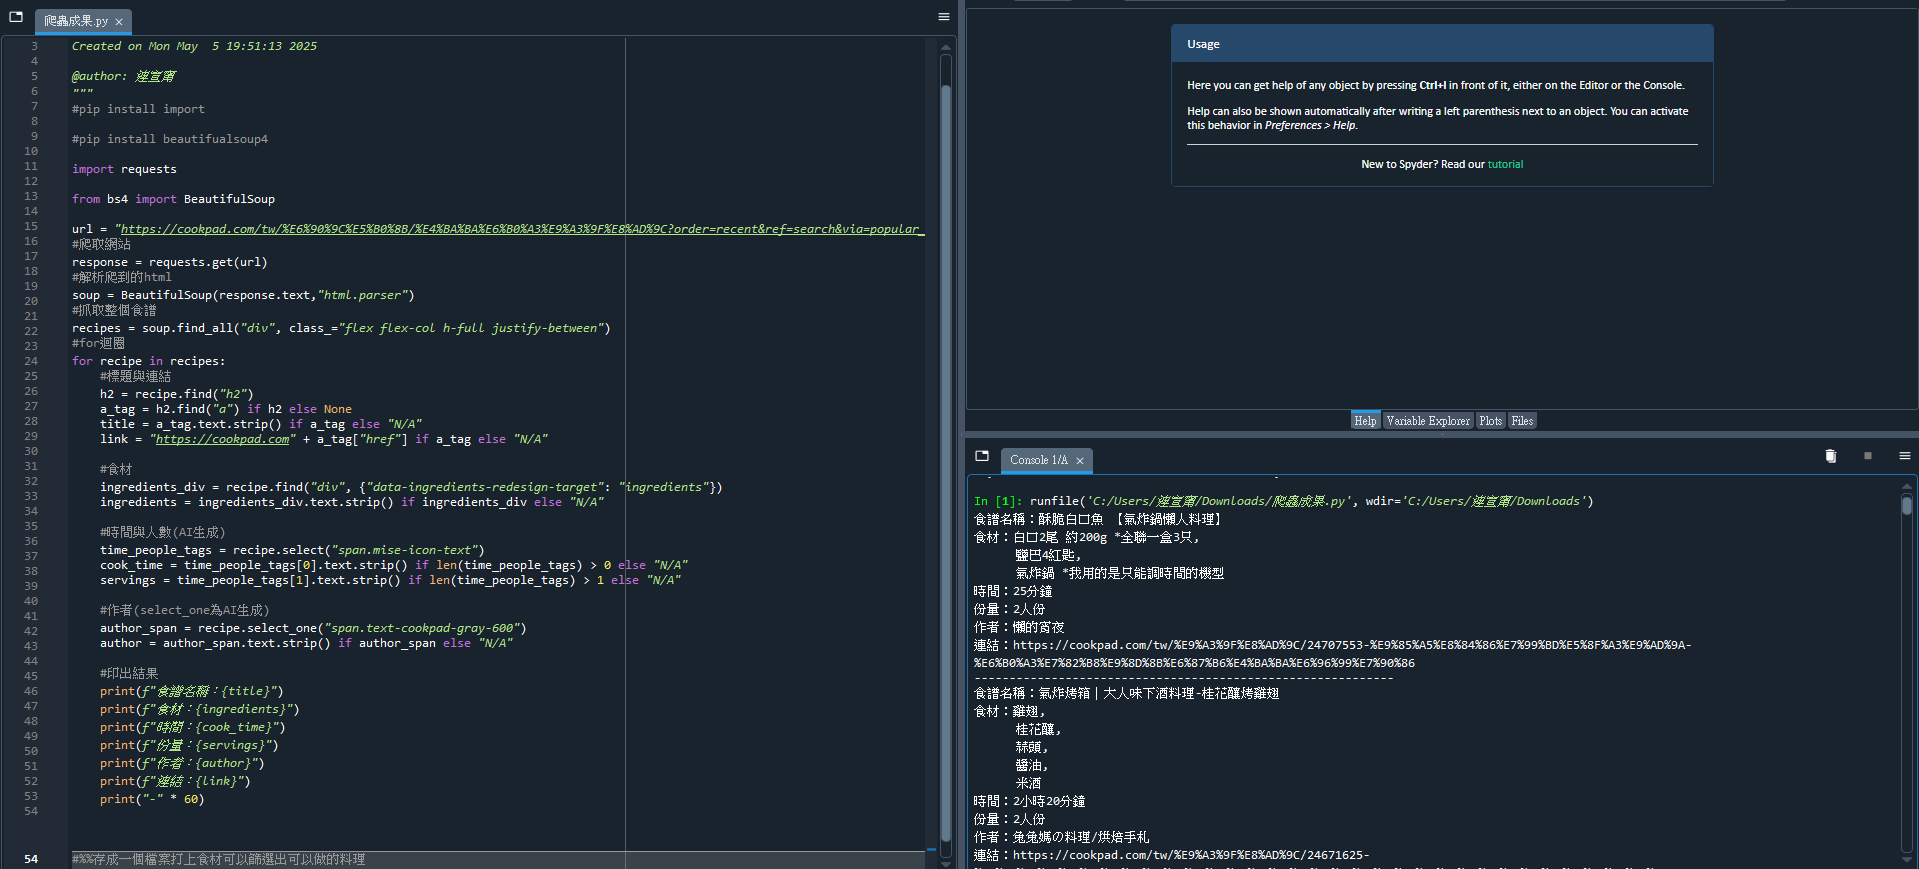 爬蟲成果.py
3 Created on Mon May  5 19:51:13 2025
4
5 @author: 連宣甯
6 """
7 #pip install import
8
9 #pip install beautifualsoup4
10
11 import requests
12
13 from bs4 import BeautifulSoup
14
15 url = "https://cookpad.com/tw/%E6%90%9C%E5%B0%8B/%E4%BA%BA%E6%B0%A3%E9%A3%9F%E8%AD%9C?order=recent&ref=search&via=popular_
16 #爬取網站
17 response = requests.get(url)
18 #解析爬到的html
19 soup = BeautifulSoup(response.text,"html.parser")
20
21 #抓取整個食譜
22 recipes = soup.find_all("div", class_="flex flex-col h-full justify-between")
23 #for迴圈
24 for recipe in recipes:
25     #標題與連結
26     h2 = recipe.find("h2")
27     a_tag = h2.find("a") if h2 else None
28     title = a_tag.text.strip() if a_tag else "N/A"
29     link = "https://cookpad.com" + a_tag["href"] if a_tag else "N/A"
30
31     #食材
32     ingredients_div = recipe.find("div", {"data-ingredients-redesign-target": "ingredients"})
33     ingredients = ingredients_div.text.strip() if ingredients_div else "N/A"
34
35     #時間與人數(AI生成)
36     time_people_tags = recipe.select("span.mise-icon-text")
37     cook_time = time_people_tags[0].text.strip() if len(time_people_tags) > 0 else "N/A"
38     servings = time_people_tags[1].text.strip() if len(time_people_tags) > 1 else "N/A"
39
40     #作者(select_one為AI生成)
41
42     author_span = recipe.select_one("span.text-cookpad-gray-600")
43     author = author_span.text.strip() if author_span else "N/A"
44
45     #印出結果
46     print(f"食譜名稱：{title}")
47     print(f"食材：{ingredients}")
48     print(f"時間：{cook_time}")
49     print(f"份量：{servings}")
50
51     print(f"作者：{author}")
52     print(f"連結：{link}")
53     print("-" * 60)
54
54 #%%存成一個檔案打上食材可以篩選出可以做的料理
Usage
Here you can get help of any object by pressing Ctrl+I in front of it, either on the Editor or the Console.
Help can also be shown automatically after writing a left parenthesis next to an object. You can activate
this behavior in Preferences > Help.
New to Spyder? Read our tutorial
Help Variable Explorer Plots Files
Console 1/A
In [1]: runfile('C:/Users/連宣甯/Downloads/爬蟲成果.py', wdir='C:/Users/連宣甯/Downloads')
食譜名稱：酥脆白口魚 【氣炸鍋懶人料理】
食材：白口2尾 約200g *全聯一盒3只,
鹽巴4紅匙,
氣炸鍋 *我用的是只能調時間的機型
時間：25分鐘
份量：2人份
作者：懶的宵夜
連結：https://cookpad.com/tw/%E9%A3%9F%E8%AD%9C/24707553-%E9%85%A5%E8%84%86%E7%99%BD%E5%8F%A3%E9%AD%9A-
%E6%B0%A3%E7%82%B8%E9%8D%8B%E6%87%B6%E4%BA%BA%E6%96%99%E7%90%86
------------------------------------------------------------
食譜名稱：氣炸烤箱｜大人味下酒料理-桂花釀烤雞翅
食材：雞翅,
桂花釀,
蒜頭,
醬油,
米酒
時間：2小時20分鐘
份量：2人份
作者：兔兔媽の料理/烘焙手札
連結：https://cookpad.com/tw/%E9%A3%9F%E8%AD%9C/24671625-